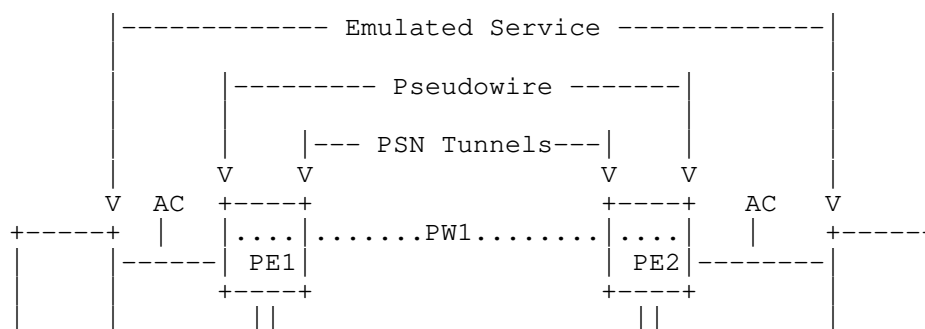 |------------- Emulated Service -------------|
|--------- Pseudowire -------|
|--- PSN Tunnels---|
V V V V
V AC +----+ +----+ AC V
+-----+ | |....|.......PW1........|....| | +-----
|------| PE1| | PE2|--------|
+----+ +----+
| | || || |